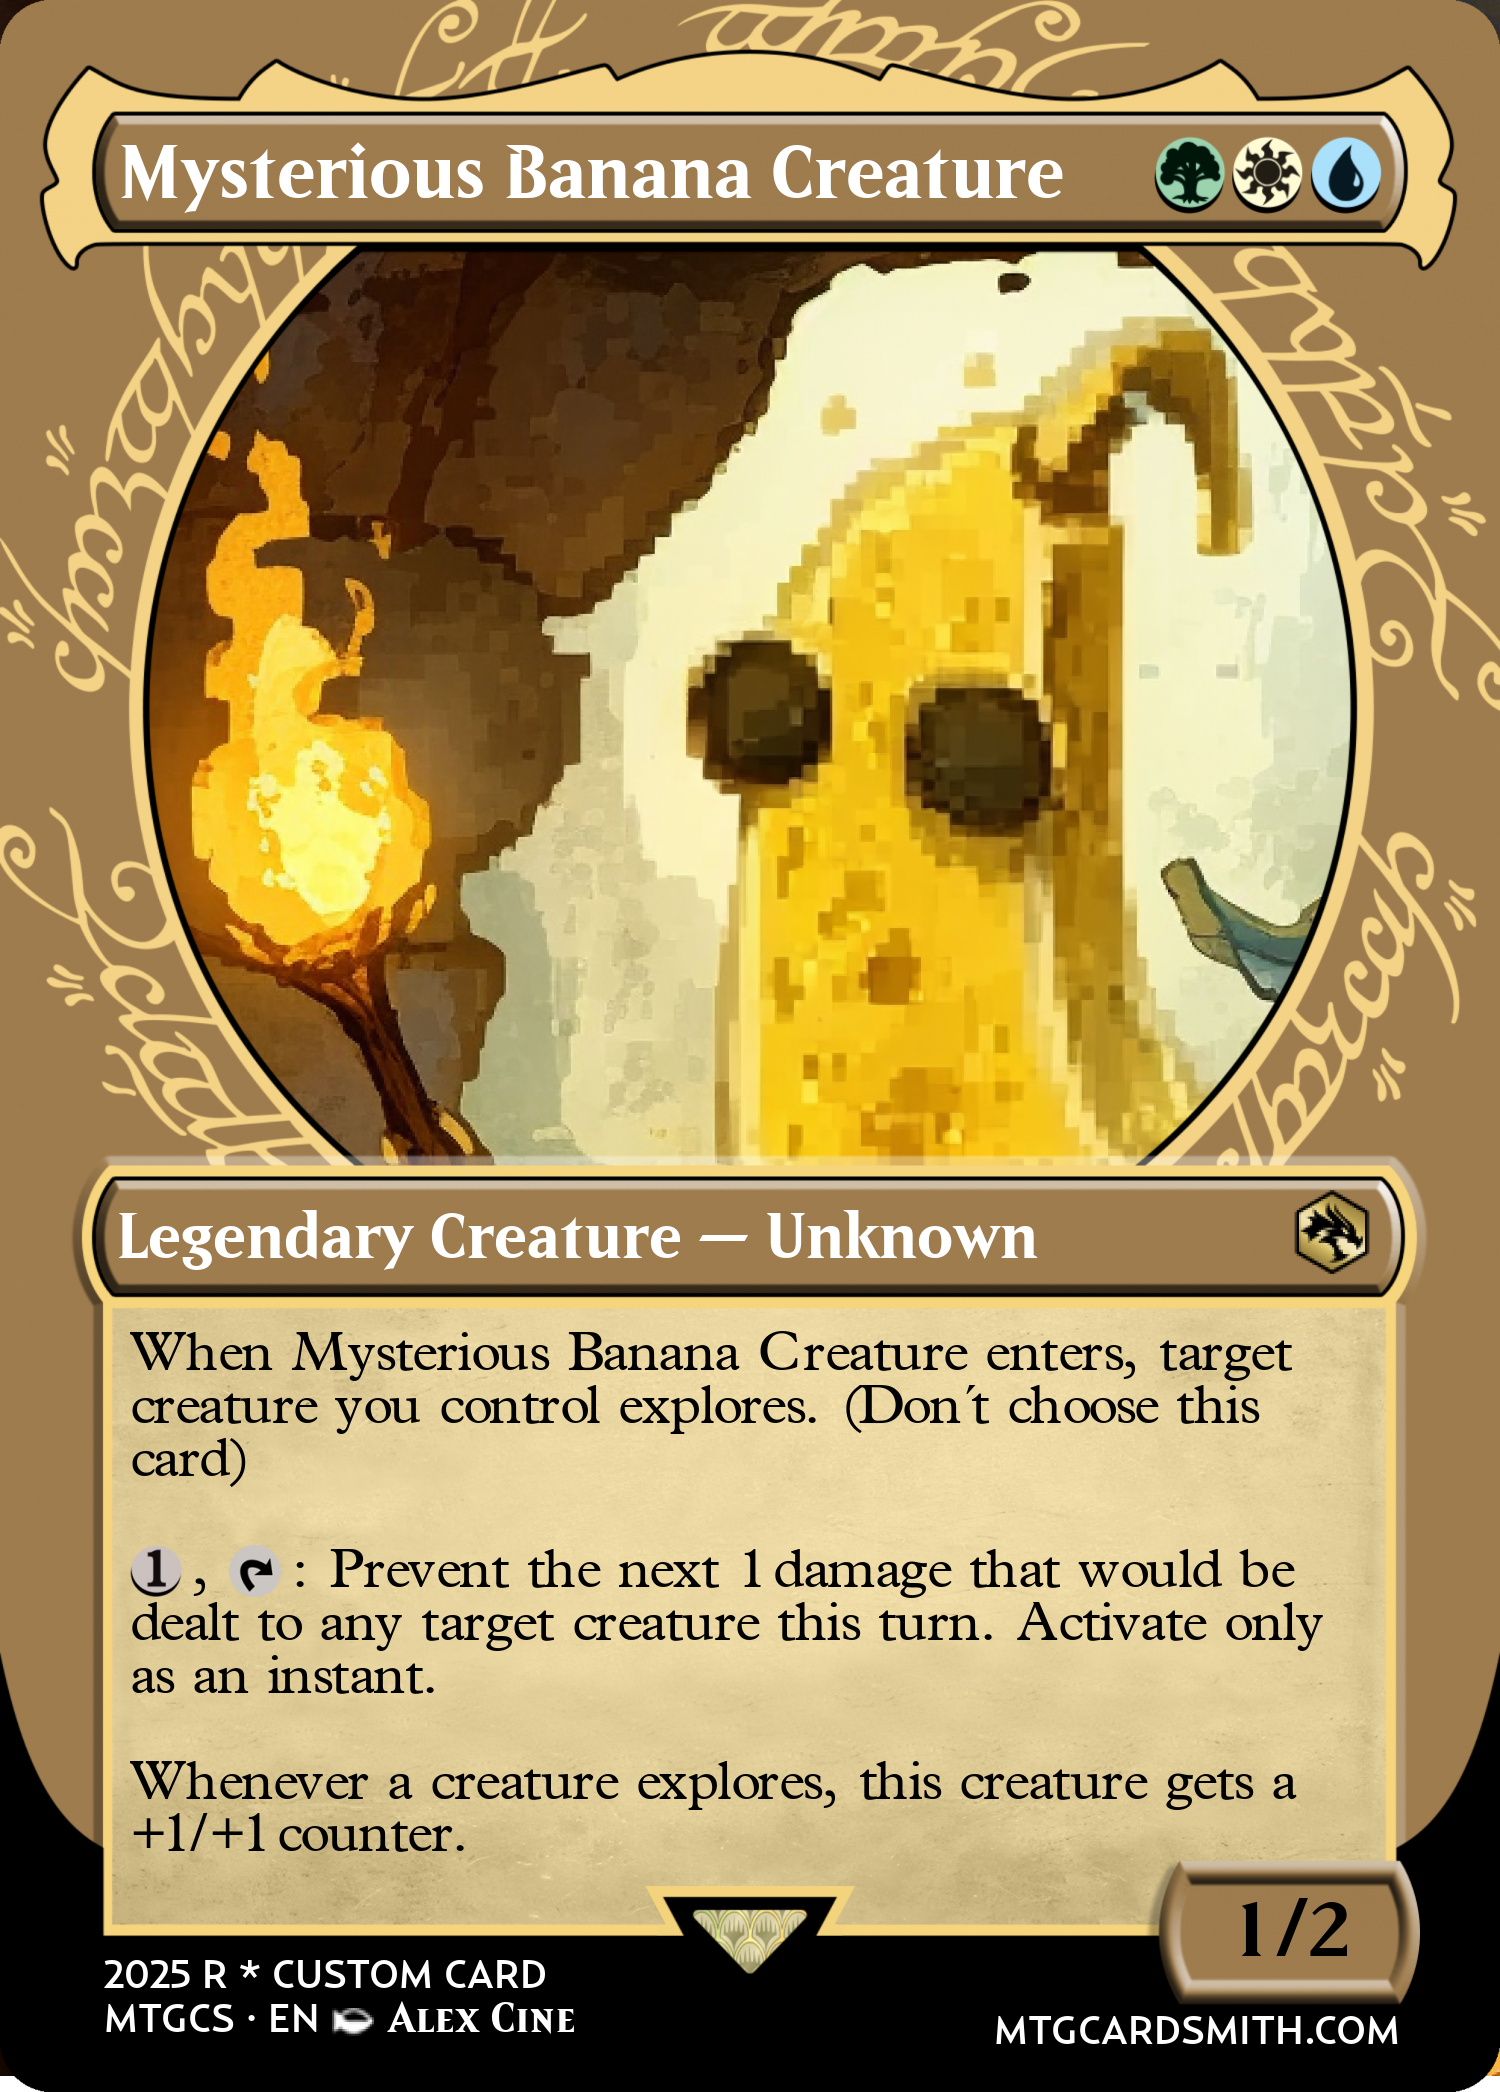 Mysterious Banana Creature
Legendary Creature — Unknown
When Mysterious Banana Creature enters, target
creature you control explores. (Don´t choose this
card)
1 , : Prevent the next 1 damage that would be
dealt to any target creature this turn. Activate only
as an instant.
Whenever a creature explores, this creature gets a
+1/+1 counter.
1/2
2025 R * CUSTOM CARD
MTGCS · EN ALEX CINE
MTGCARDSMITH.COM